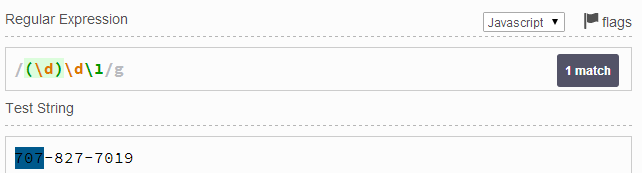 Regular Expression
Javascript ▼ flags
/(\d)\d\1/g
1 match
Test String
707-827-7019